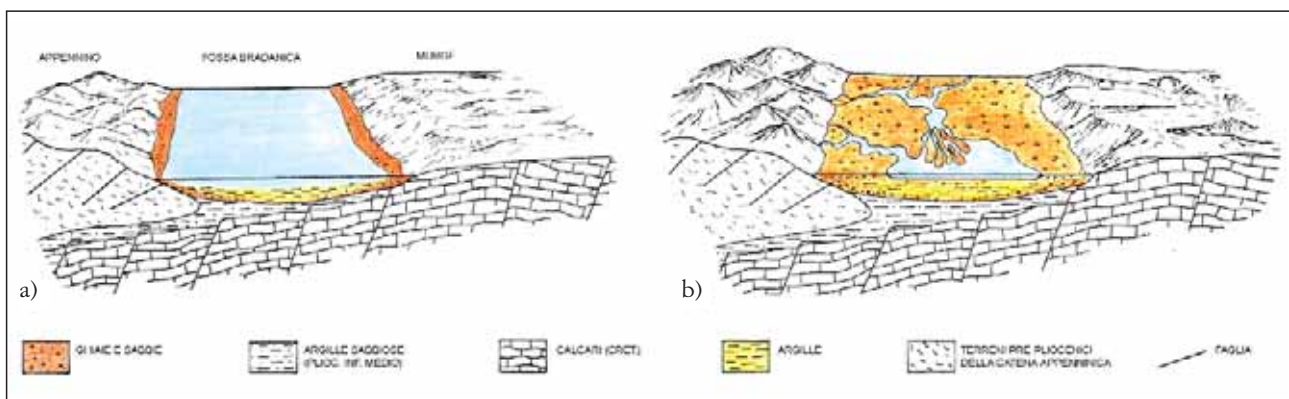 APPENNINO
FOSSA BRADANICA
MURGE
a)
b)
GHIAIE E SABBIE
ARGILLE SABBIOSE
(PLIOC. INF. MEDIO)
CALCARI (CRET.)
ARGILLE
TERRENI PRE PLIOCENICI
DELLA CATENA APPENNINICA
FAGLIA